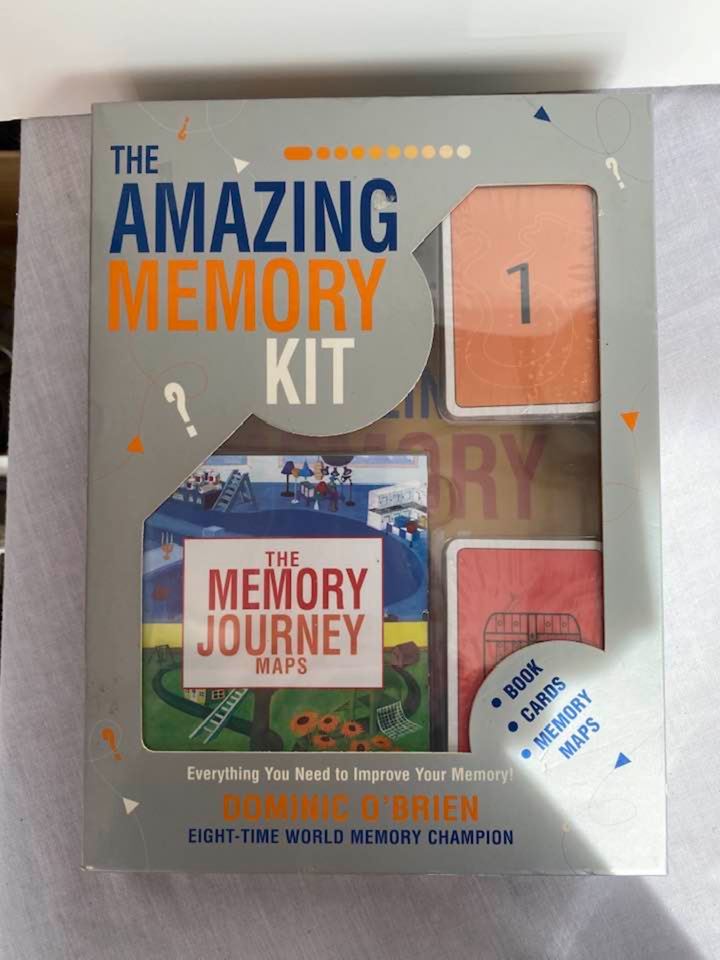 THE
AMAZING
MEMORY
KIT
1
MEMORY
THE
MEMORY
JOURNEY
MAPS
• BOOK
• CARDS
• MEMORY
MAPS
Everything You Need to Improve Your Memory!
DOMINIC O'BRIEN
EIGHT-TIME WORLD MEMORY CHAMPION